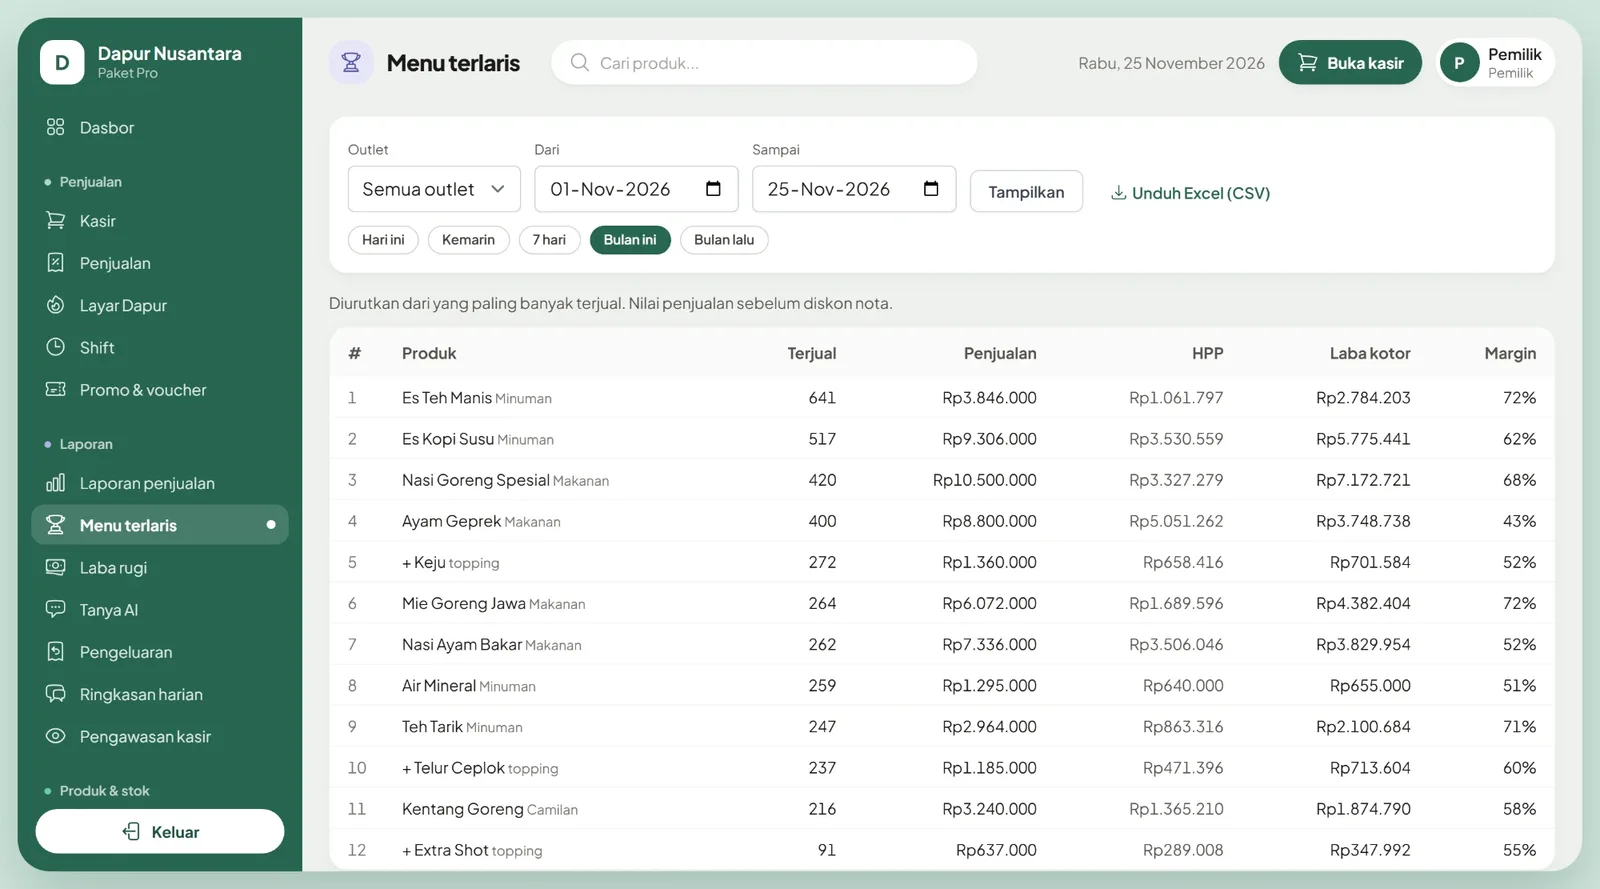 D
Dapur Nusantara
Paket Pro
Dasbor
Penjualan
Kasir
Penjualan
Layar Dapur
Shift
Promo & voucher
Laporan
Laporan penjualan
Menu terlaris
Laba rugi
Tanya AI
Pengeluaran
Ringkasan harian
Pengawasan kasir
Produk & stok
Keluar
Menu terlaris
Cari produk...
Rabu, 25 November 2026
Buka kasir
P
Pemilik
Pemilik
Outlet Dari Sampai
Semua outlet 01-Nov-2026 25-Nov-2026 Tampilkan Unduh Excel (CSV)
Hari ini Kemarin 7 hari Bulan ini Bulan lalu
Diurutkan dari yang paling banyak terjual. Nilai penjualan sebelum diskon nota.
# Produk Terjual Penjualan HPP Laba kotor Margin
1 Es Teh Manis Minuman 641 Rp3.846.000 Rp1.061.797 Rp2.784.203 72%
2 Es Kopi Susu Minuman 517 Rp9.306.000 Rp3.530.559 Rp5.775.441 62%
3 Nasi Goreng Spesial Makanan 420 Rp10.500.000 Rp3.327.279 Rp7.172.721 68%
4 Ayam Geprek Makanan 400 Rp8.800.000 Rp5.051.262 Rp3.748.738 43%
5 + Keju topping 272 Rp1.360.000 Rp658.416 Rp701.584 52%
6 Mie Goreng Jawa Makanan 264 Rp6.072.000 Rp1.689.596 Rp4.382.404 72%
7 Nasi Ayam Bakar Makanan 262 Rp7.336.000 Rp3.506.046 Rp3.829.954 52%
8 Air Mineral Minuman 259 Rp1.295.000 Rp640.000 Rp655.000 51%
9 Teh Tarik Minuman 247 Rp2.964.000 Rp863.316 Rp2.100.684 71%
10 + Telur Ceplok topping 237 Rp1.185.000 Rp471.396 Rp713.604 60%
11 Kentang Goreng Camilan 216 Rp3.240.000 Rp1.365.210 Rp1.874.790 58%
12 + Extra Shot topping 91 Rp637.000 Rp289.008 Rp347.992 55%